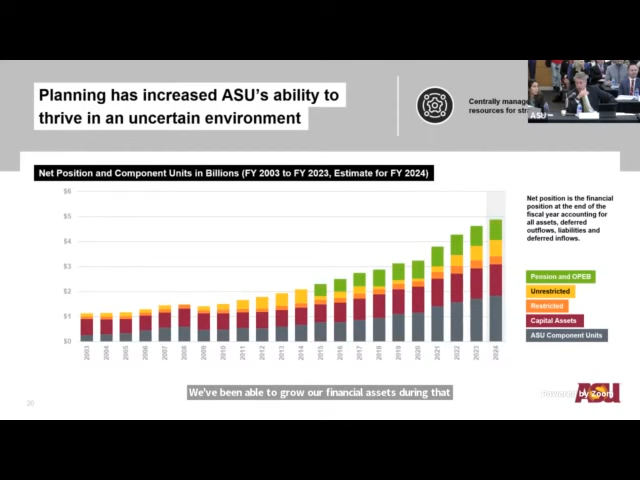 Planning has increased ASU's ability to
thrive in an uncertain environment
Centrally
resources for
ASU
Net Position and Component Units in Billions (FY 2003 to FY 2023, Estimate for FY 2024)
$6
$5
$4
$3
$2
$1
$0
2003
2004
2005
2006
2007
2008
2009
2010
2011
2012
2013
2014
2015
2016
2017
2018
2019
2020
2021
2022
2023
2024
Net position is the financial
position at the end of the
fiscal year accounting for
all assets, deferred
outflows, liabilities and
deferred inflows.
Pension and OPEB
Unrestricted
Restricted
Capital Assets
ASU Component Units
We've been able to grow our financial assets during that
20
ASU
Powered by Zoom